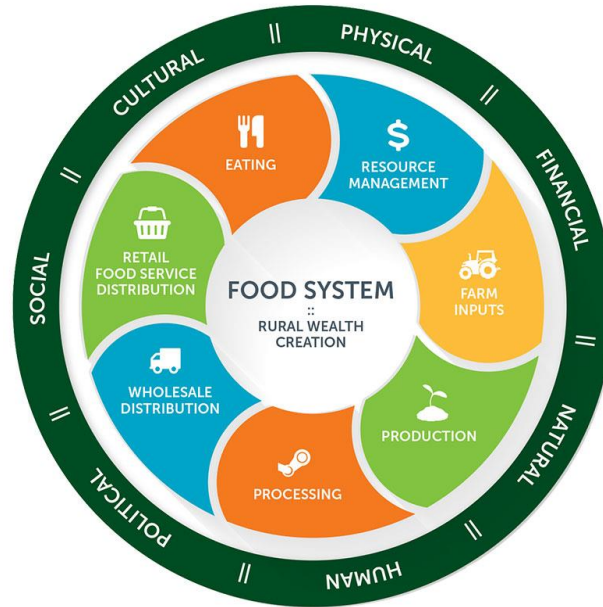 PHYSICAL
||
FINANCIAL
||
NATURAL
||
HUMAN
||
POLITICAL
||
SOCIAL
||
CULTURAL
||
EATING
$
RESOURCE
MANAGEMENT
FARM
INPUTS
PRODUCTION
PROCESSING
WHOLESALE
DISTRIBUTION
RETAIL
FOOD SERVICE
DISTRIBUTION
FOOD SYSTEM
::
RURAL WEALTH
CREATION